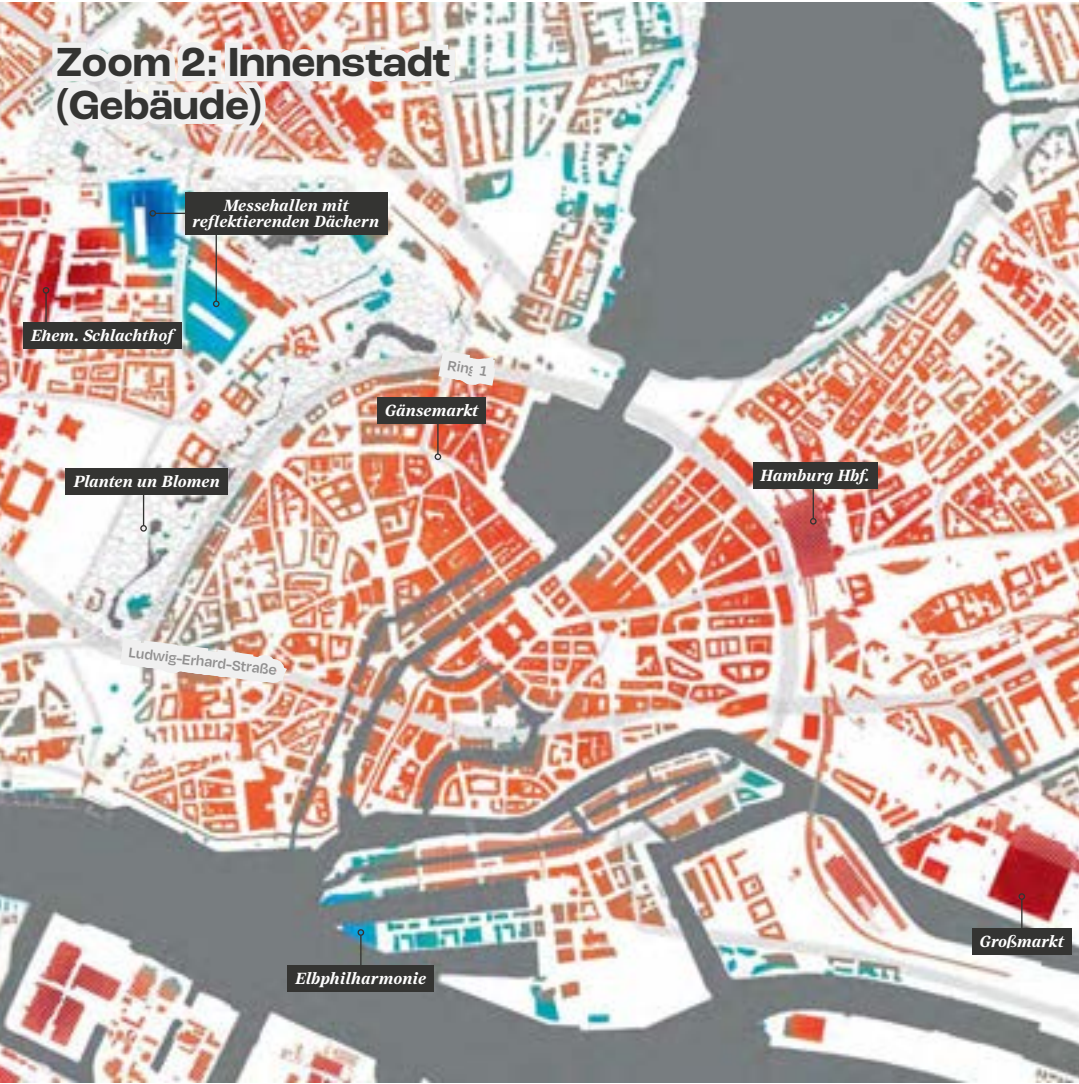 Zoom 2: Innenstadt
(Gebäude)
Messehallen mit
reflektierenden Dächern
Ehem. Schlachthof
Ring 1
Gänsemarkt
Hamburg Hbf.
Planten un Blomen
Ludwig-Erhard-Straße
Großmarkt
Elbphilharmonie